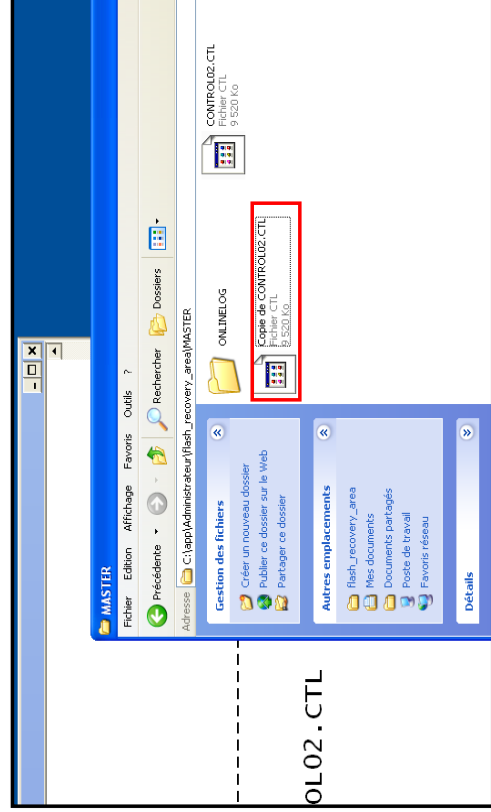 MASTER
Fichier Edition Affichage Favoris Outils ?
Précédente Rechercher Dossiers
Adresse C:\app\Administrateur\flash_recovery_area\MASTER
Gestion des fichiers
Créer un nouveau dossier
Publier ce dossier sur le Web
Partager ce dossier
Autres emplacements
flash_recovery_area
Mes documents
Documents partagés
Poste de travail
Favoris réseau
Détails
ONLINELOG
CONTROL02.CTL
Fichier CTL
9 520 Ko
Copie de CONTROL02.CTL
Fichier CTL
9 520 Ko
OL02.CTL